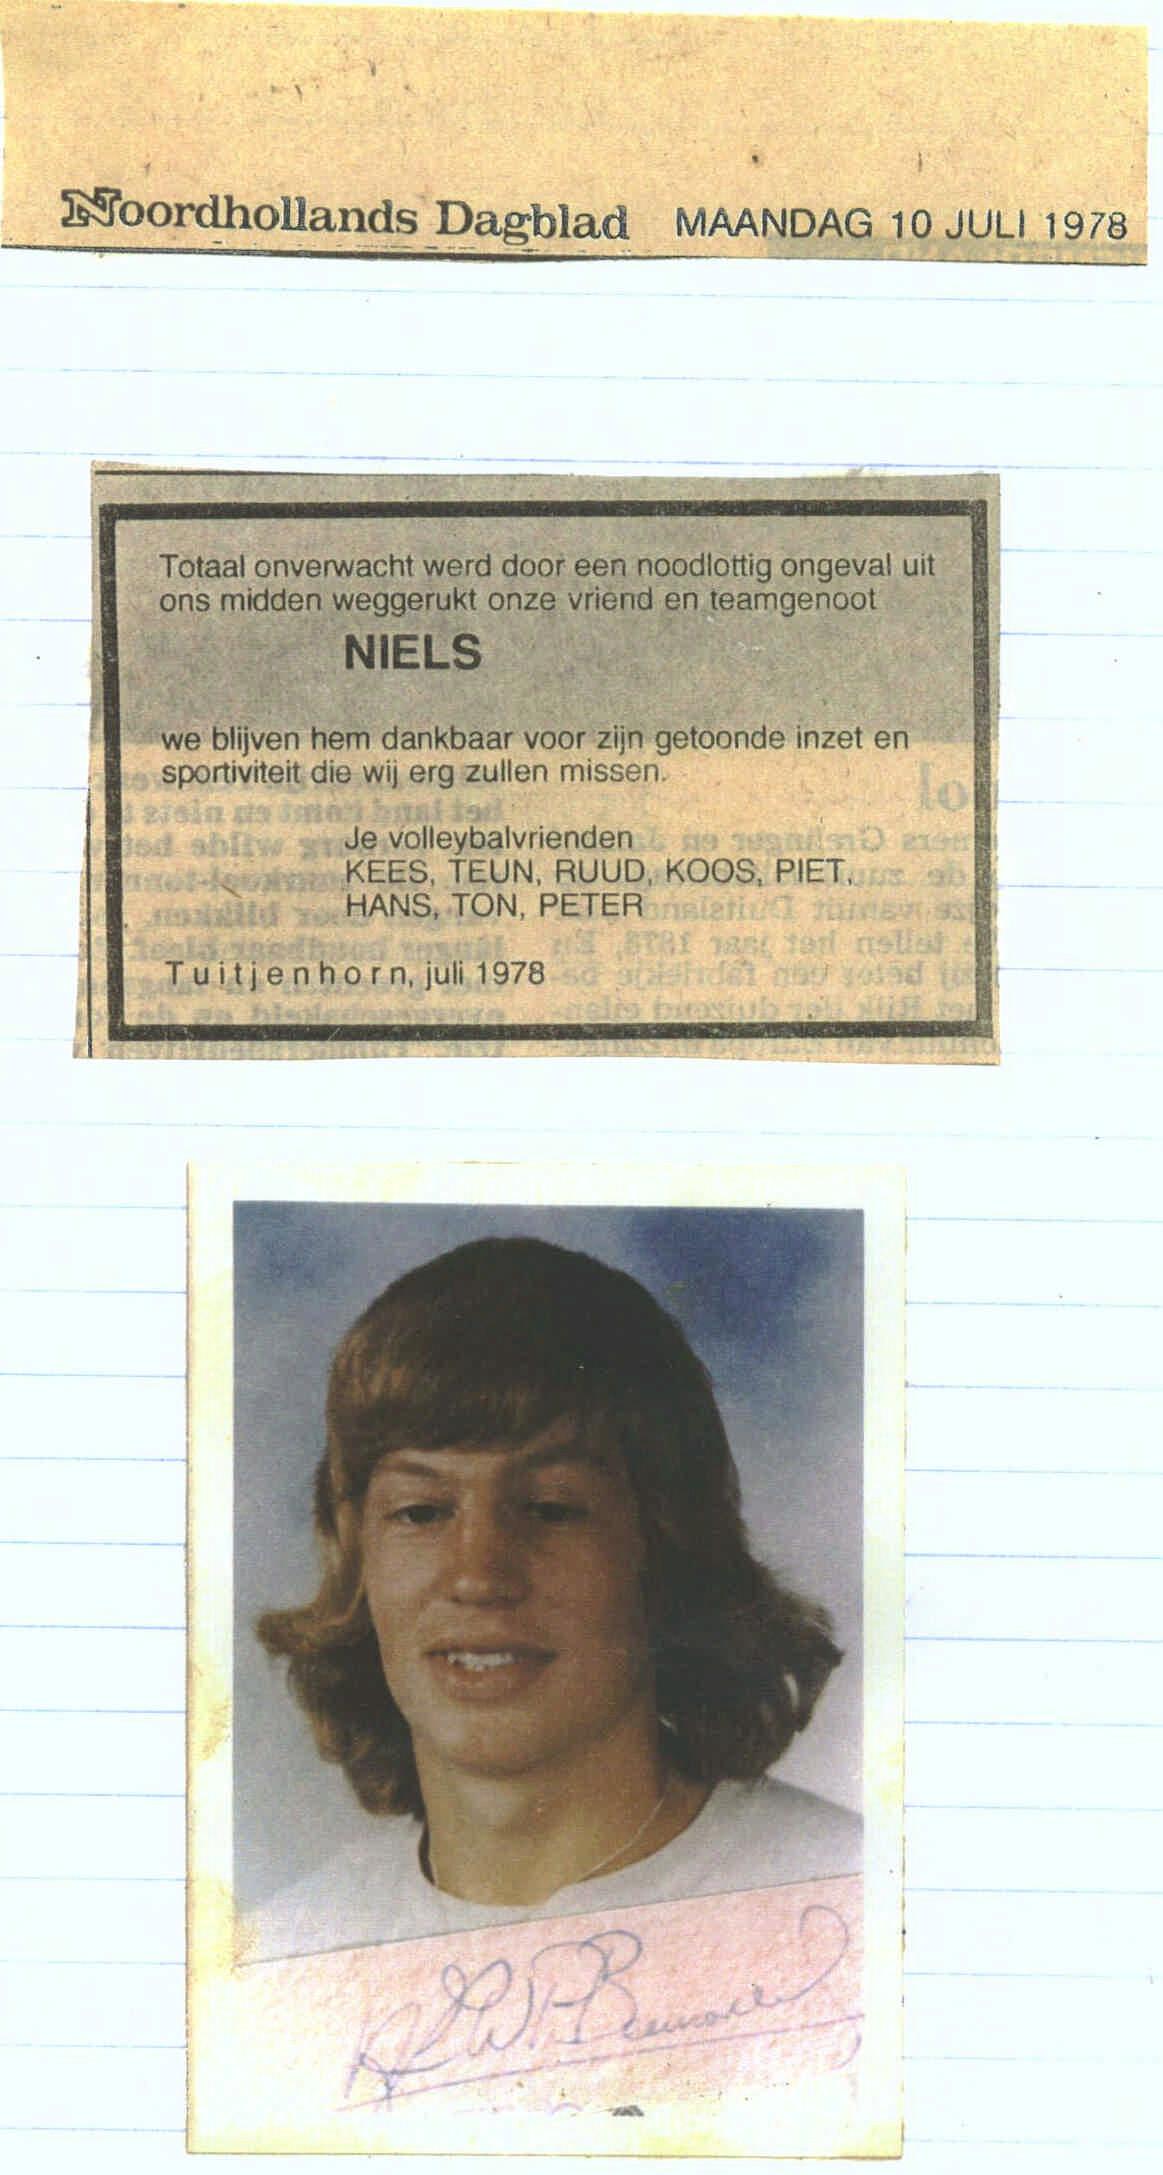 Noordhollands Dagblad MAANDAG 10 JULI 1978
Totaal onverwacht werd door een noodlottig ongeval uit
ons midden weggerukt onze vriend en teamgenoot
NIELS
we blijven hem dankbaar voor zijn getoonde inzet en
sportiviteit die wij erg zullen missen.
Je volleybalvrienden
KEES, TEUN, RUUD, KOOS, PIET,
HANS, TON, PETER
Tuitjenhorn, juli 1978